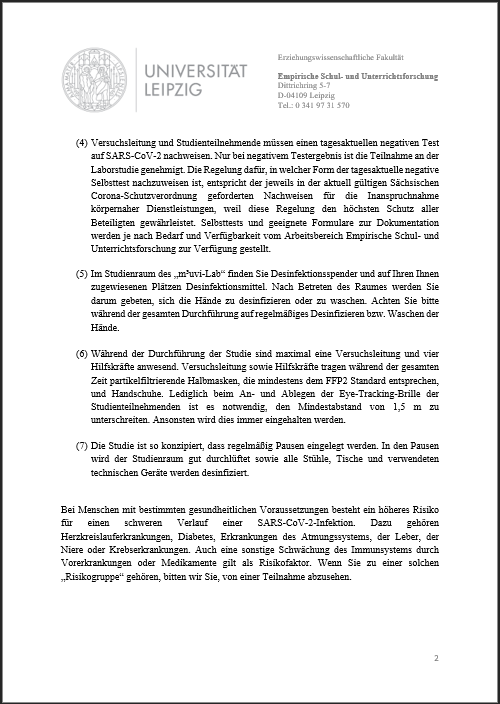 UNIVERSITÄT
LEIPZIG
Erziehungswissenschaftliche Fakultät
Empirische Schul- und Unterrichtsforschung
Dittrichring 5-7
D-04109 Leipzig
Tel.: 0 341 97 31 570
(4) Versuchsleitung und Studienteilnehmende müssen einen tagesaktuellen negativen Test
auf SARS-CoV-2 nachweisen. Nur bei negativem Testergebnis ist die Teilnahme an der
Laborstudie genehmigt. Die Regelung dafür, in welcher Form der tagesaktuelle negative
Selbsttest nachzuweisen ist, entspricht der jeweils in der aktuell gültigen Sächsischen
Corona-Schutzverordnung geforderten Nachweisen für die Inanspruchnahme
körpernaher Dienstleistungen, weil diese Regelung den höchsten Schutz aller
Beteiligten gewährleistet. Selbsttests und geeignete Formulare zur Dokumentation
werden je nach Bedarf und Verfügbarkeit vom Arbeitsbereich Empirische Schul- und
Unterrichtsforschung zur Verfügung gestellt.
(5) Im Studienraum des „m²uvi-Lab“ finden Sie Desinfektionsspender und auf Ihren Ihnen
zugewiesenen Plätzen Desinfektionsmittel. Nach Betreten des Raumes werden Sie
darum gebeten, sich die Hände zu desinfizieren oder zu waschen. Achten Sie bitte
während der gesamten Durchführung auf regelmäßiges Desinfizieren bzw. Waschen der
Hände.
(6) Während der Durchführung der Studie sind maximal eine Versuchsleitung und vier
Hilfskräfte anwesend. Versuchsleitung sowie Hilfskräfte tragen während der gesamten
Zeit partikelfiltrierende Halbmasken, die mindestens dem FFP2 Standard entsprechen,
und Handschuhe. Lediglich beim An- und Ablegen der Eye-Tracking-Brille der
Studienteilnehmenden ist es notwendig, den Mindestabstand von 1,5 m zu
unterschreiten. Ansonsten wird dies immer eingehalten werden.
(7) Die Studie ist so konzipiert, dass regelmäßig Pausen eingelegt werden. In den Pausen
wird der Studienraum gut durchlüftet sowie alle Stühle, Tische und verwendeten
technischen Geräte werden desinfiziert.
Bei Menschen mit bestimmten gesundheitlichen Voraussetzungen besteht ein höheres Risiko
für einen schweren Verlauf einer SARS-CoV-2-Infektion. Dazu gehören
Herzkreislauferkrankungen, Diabetes, Erkrankungen des Atmungssystems, der Leber, der
Niere oder Krebserkrankungen. Auch eine sonstige Schwächung des Immunsystems durch
Vorerkrankungen oder Medikamente gilt als Risikofaktor. Wenn Sie zu einer solchen
„Risikogruppe“ gehören, bitten wir Sie, von einer Teilnahme abzusehen.
2